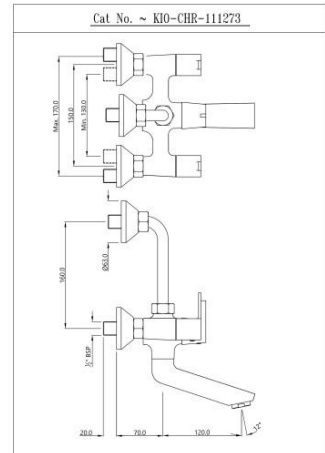 Cat No. ~ KIO-CHR-111273
Max. 170.0
150.0
Min. 130.0
160.0
Ø63.0
½" BSP
20.0
70.0
120.0
12°